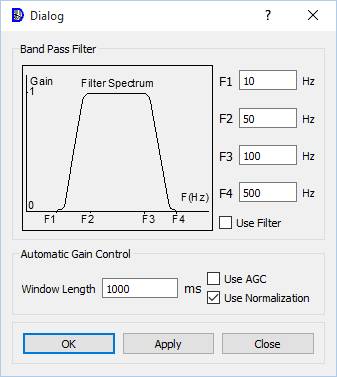 Dialog
?
Band Pass Filter
Gain
1
Filter Spectrum
F(Hz)
0
F1 F2 F3 F4
F1 10 Hz
F2 50 Hz
F3 100 Hz
F4 500 Hz
Use Filter
Automatic Gain Control
Window Length 1000 ms
Use AGC
Use Normalization
OK Apply Close